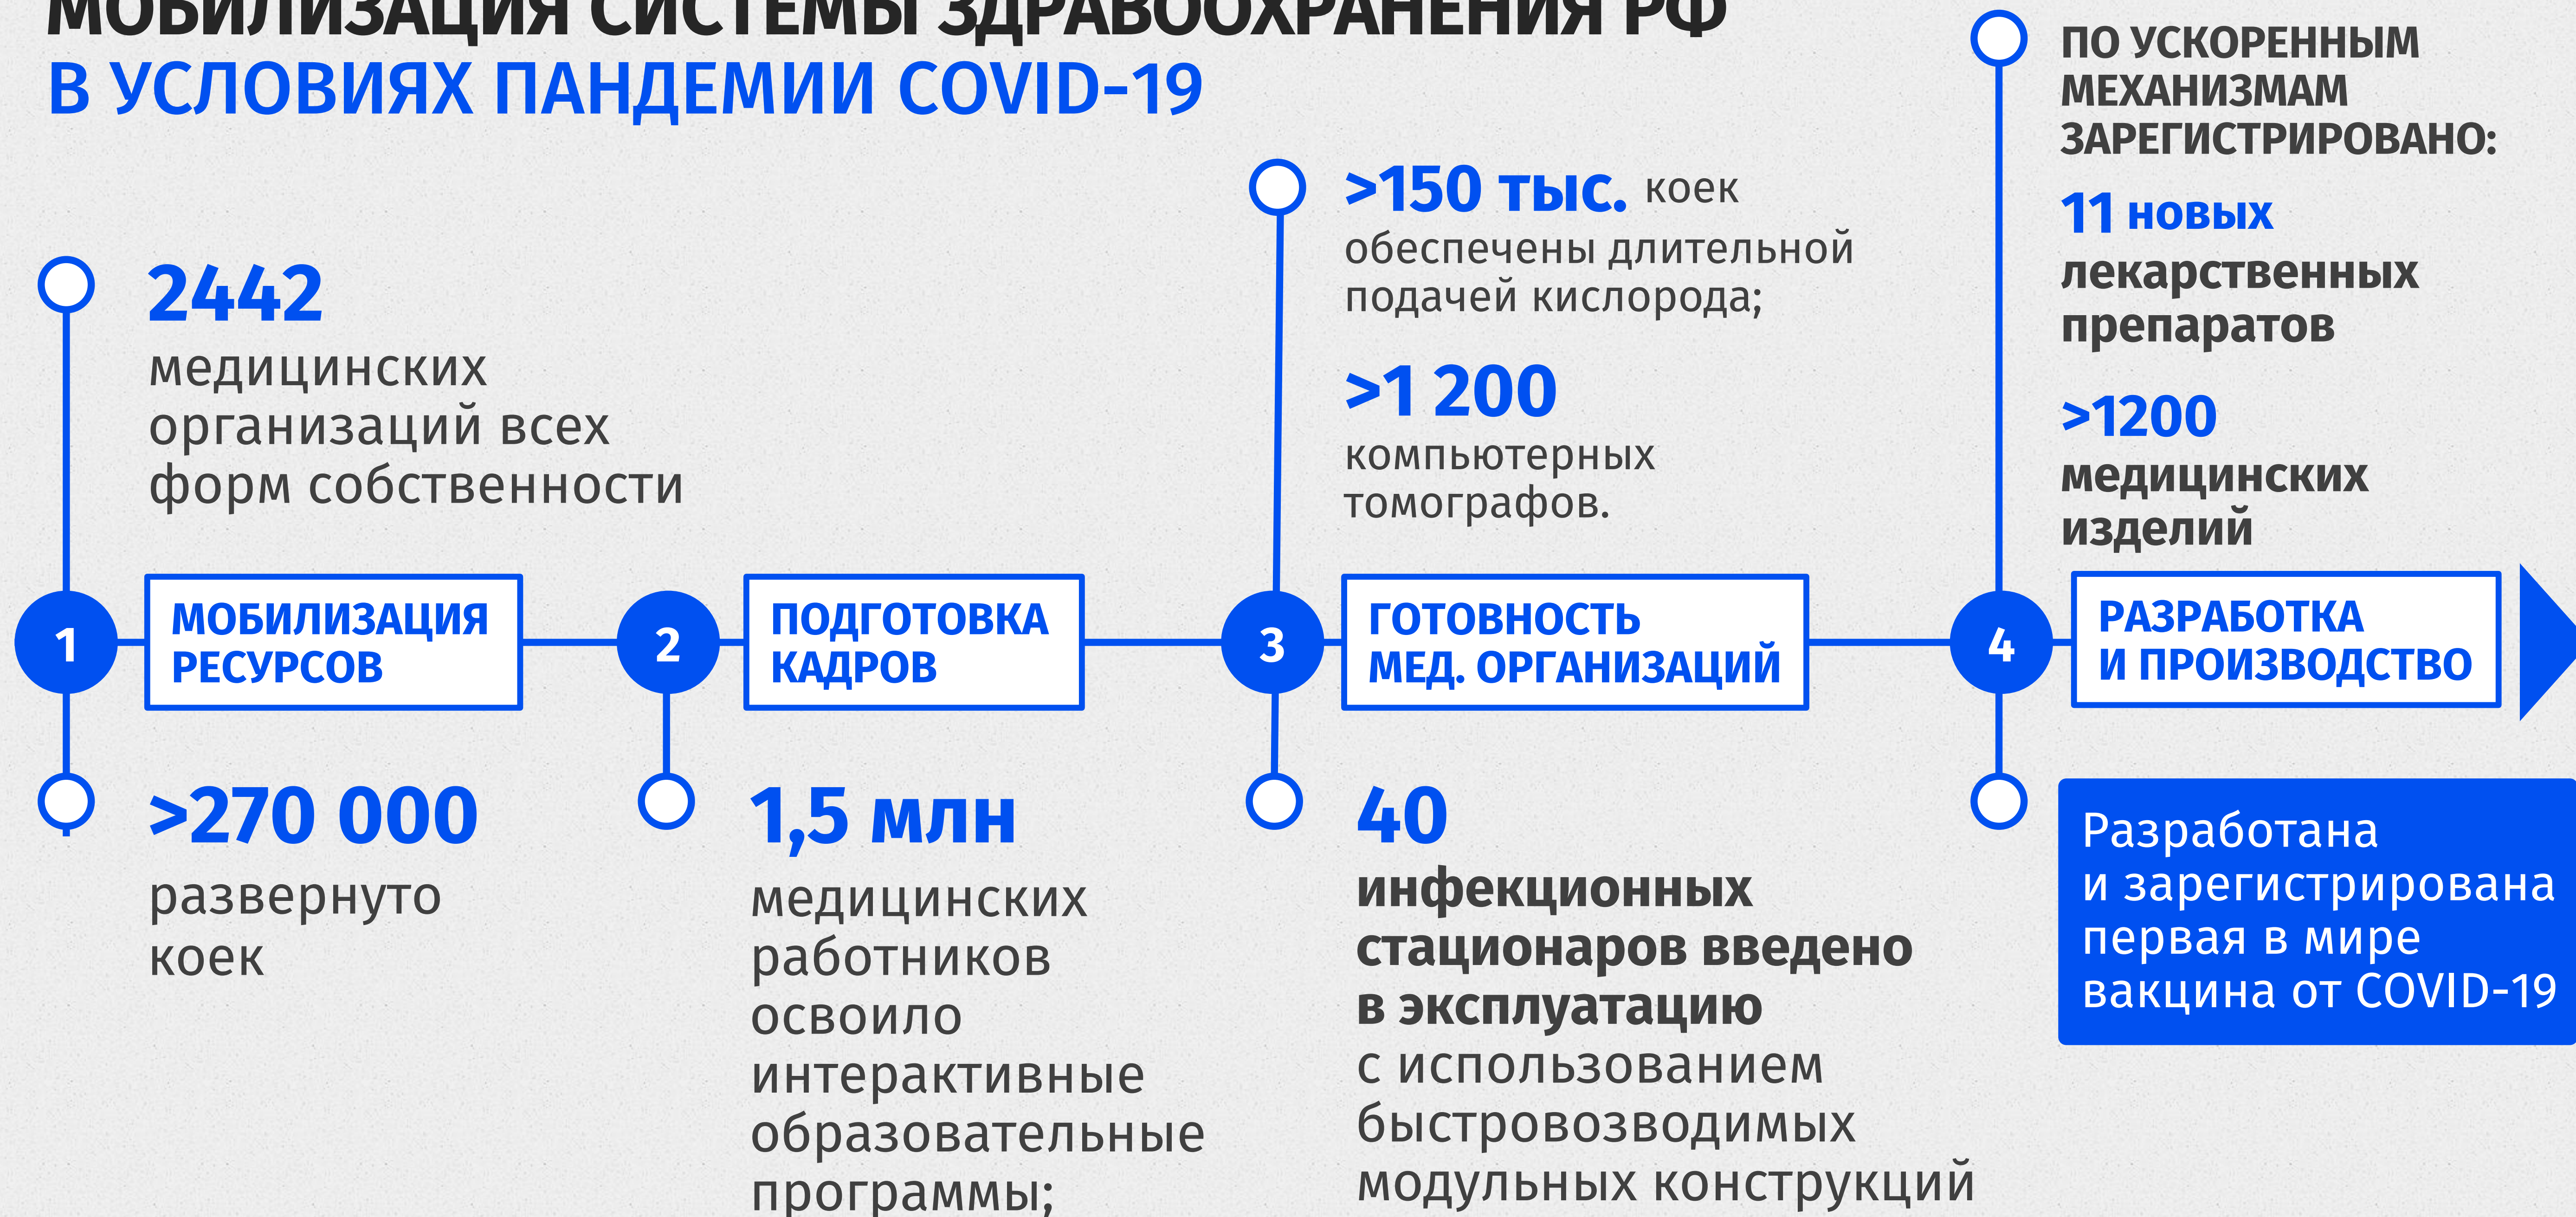 МОБИЛИЗАЦИЯ СИСТЕМЫ ЗДРАВООХРАНЕНИЯ РФ
В УСЛОВИЯХ ПАНДЕМИИ COVID-19
2442
медицинских
организаций всех
форм собственности
1
МОБИЛИЗАЦИЯ
РЕСУРСОВ
>270 000
развернуто
коек
2
ПОДГОТОВКА
КАДРОВ
1,5 млн
медицинских
работников
освоило
интерактивные
образовательные
программы;
>150 тыс. коек
обеспечены длительной
подачей кислорода;
>1 200
компьютерных
томографов.
3
ГОТОВНОСТЬ
МЕД. ОРГАНИЗАЦИЙ
40
инфекционных
стационаров введено
в эксплуатацию
с использованием
быстровозводимых
модульных конструкций
ПО УСКОРЕННЫМ
МЕХАНИЗМАМ
ЗАРЕГИСТРИРОВАНО:
11 новых
лекарственных
препаратов
>1200
медицинских
изделий
4
РАЗРАБОТКА
И ПРОИЗВОДСТВО
Разработана
и зарегистрирована
первая в мире
вакцина от COVID-19